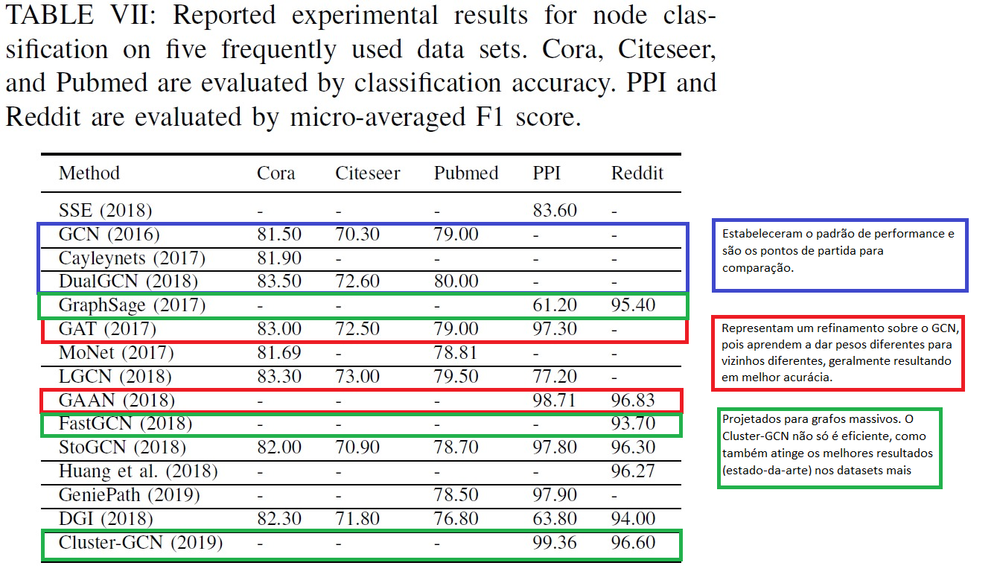 TABLE VII: Reported experimental results for node clas-
sification on five frequently used data sets. Cora, Citeseer,
and Pubmed are evaluated by classification accuracy. PPI and
Reddit are evaluated by micro-averaged F1 score.
Method Cora Citeseer Pubmed PPI Reddit
SSE (2018) - - - 83.60 -
GCN (2016) 81.50 70.30 79.00 - -
Cayleynets (2017) 81.90 - - - -
DualGCN (2018) 83.50 72.60 80.00 - -
GraphSage (2017) - - - 61.20 95.40
GAT (2017) 83.00 72.50 79.00 97.30 -
MoNet (2017) 81.69 - 78.81 - -
LGCN (2018) 83.30 73.00 79.50 77.20 -
GAAN (2018) - - - 98.71 96.83
FastGCN (2018) - - - - 93.70
StoGCN (2018) 82.00 70.90 78.70 97.80 96.30
Huang et al. (2018) - - - - 96.27
GeniePath (2019) - - 78.50 97.90 -
DGI (2018) 82.30 71.80 76.80 63.80 94.00
Cluster-GCN (2019) - - - 99.36 96.60
Estabeleceram o padrão de performance e
são os pontos de partida para
comparação.
Representam um refinamento sobre o GCN,
pois aprendem a dar pesos diferentes para
vizinhos diferentes, geralmente resultando
em melhor acurácia.
Projetados para grafos massivos. O
Cluster-GCN não só é eficiente, como
também atinge os melhores resultados
(estado-da-arte) nos datasets mais